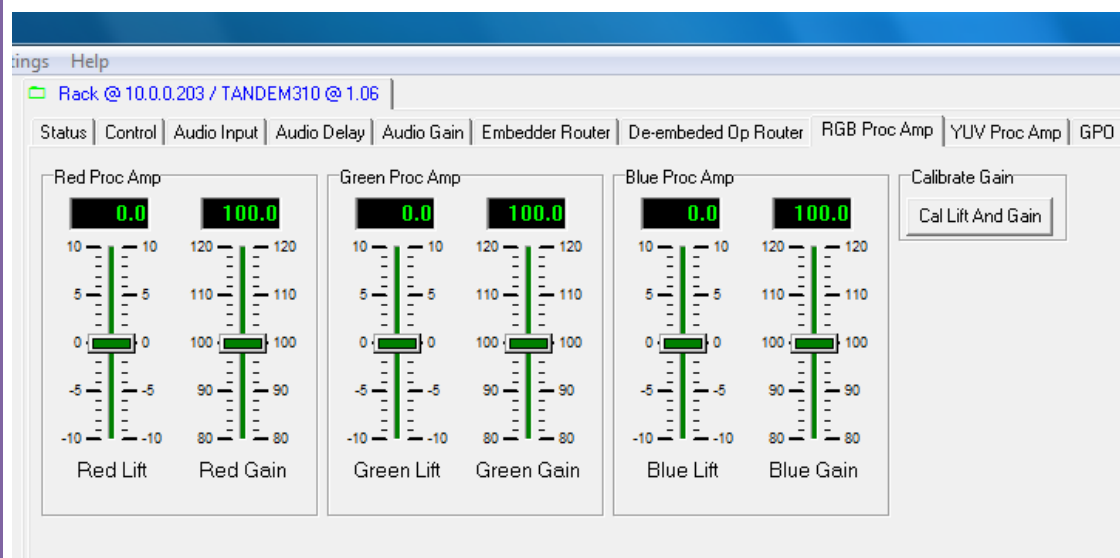 tings Help
Rack @ 10.0.0.203 / TANDEM310 @ 1.06
Status Control Audio Input Audio Delay Audio Gain Embedder Router De-embeded Op Router RGB Proc Amp YUV Proc Amp GPO
Red Proc Amp Green Proc Amp Blue Proc Amp Calibrate Gain
0.0 100.0 0.0 100.0 0.0 100.0 Cal Lift And Gain
10 10 120 120 10 10 120 120 10 10 120 120
5 5 110 110 5 5 110 110 5 5 110 110
0 0 100 100 0 0 100 100 0 0 100 100
-5 -5 90 90 -5 -5 90 90 -5 -5 90 90
-10 -10 80 80 -10 -10 80 80 -10 -10 80 80
Red Lift Red Gain Green Lift Green Gain Blue Lift Blue Gain